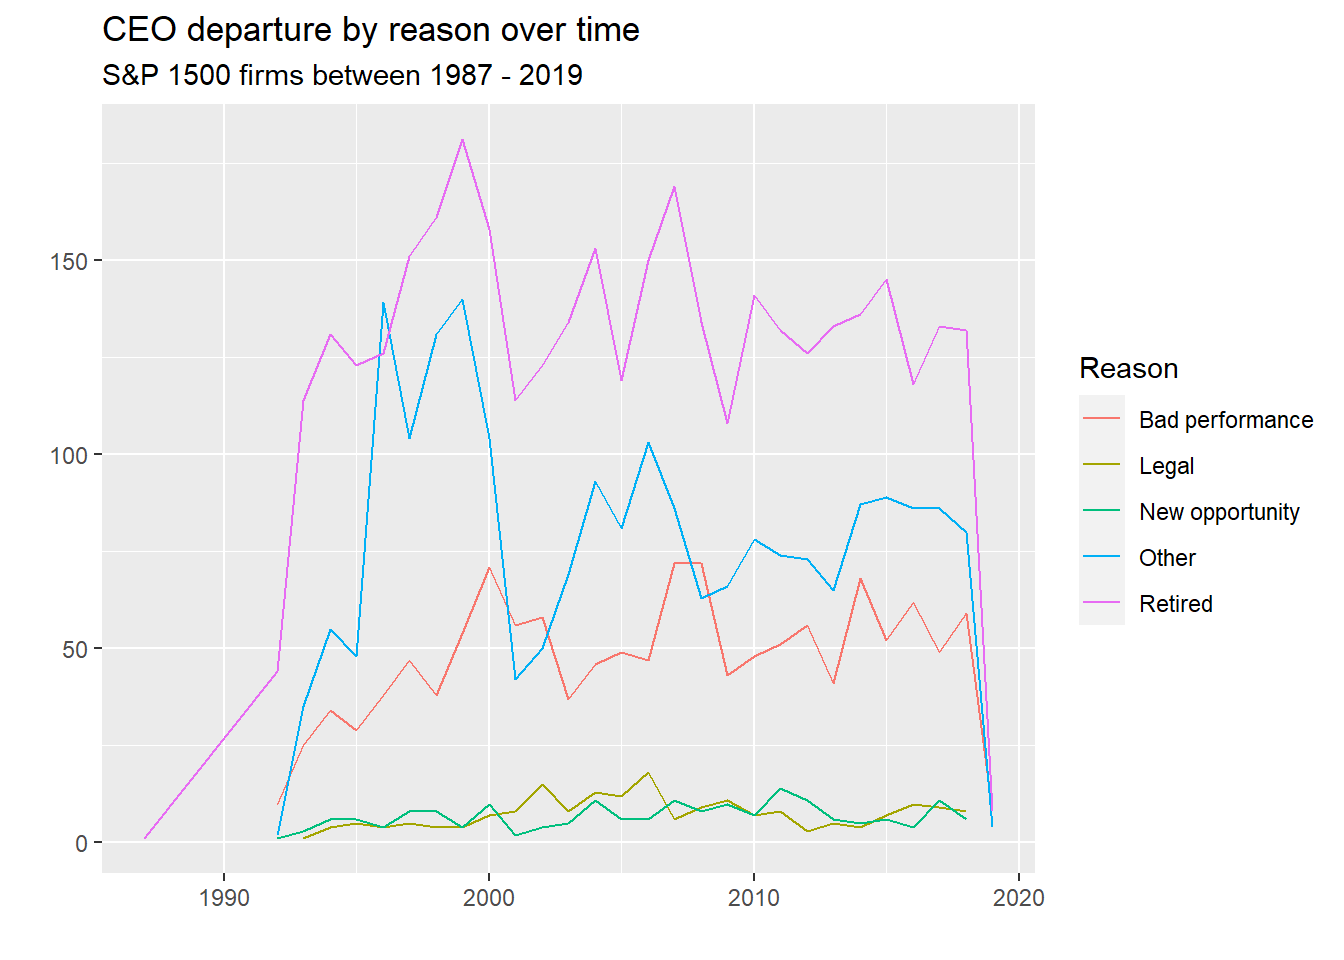 CEO departure by reason over time
S&P 1500 firms between 1987 - 2019
150
100
50
0
1990
2000
2010
2020
Reason
Bad performance
Legal
New opportunity
Other
Retired